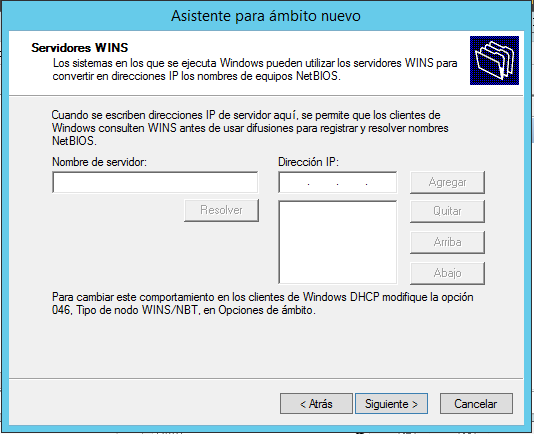 Asistente para ámbito nuevo
Servidores WINS
Los sistemas en los que se ejecuta Windows pueden utilizar los servidores WINS para
convertir en direcciones IP los nombres de equipos NetBIOS.
Cuando se escriben direcciones IP de servidor aquí, se permite que los clientes de
Windows consulten WINS antes de usar difusiones para registrar y resolver nombres
NetBIOS.
Nombre de servidor: Dirección IP:
Agregar
Resolver Quitar
Arriba
Abajo
Para cambiar este comportamiento en los clientes de Windows DHCP modifique la opción
046, Tipo de nodo WINS/NBT, en Opciones de ámbito.
< Atrás Siguiente > Cancelar